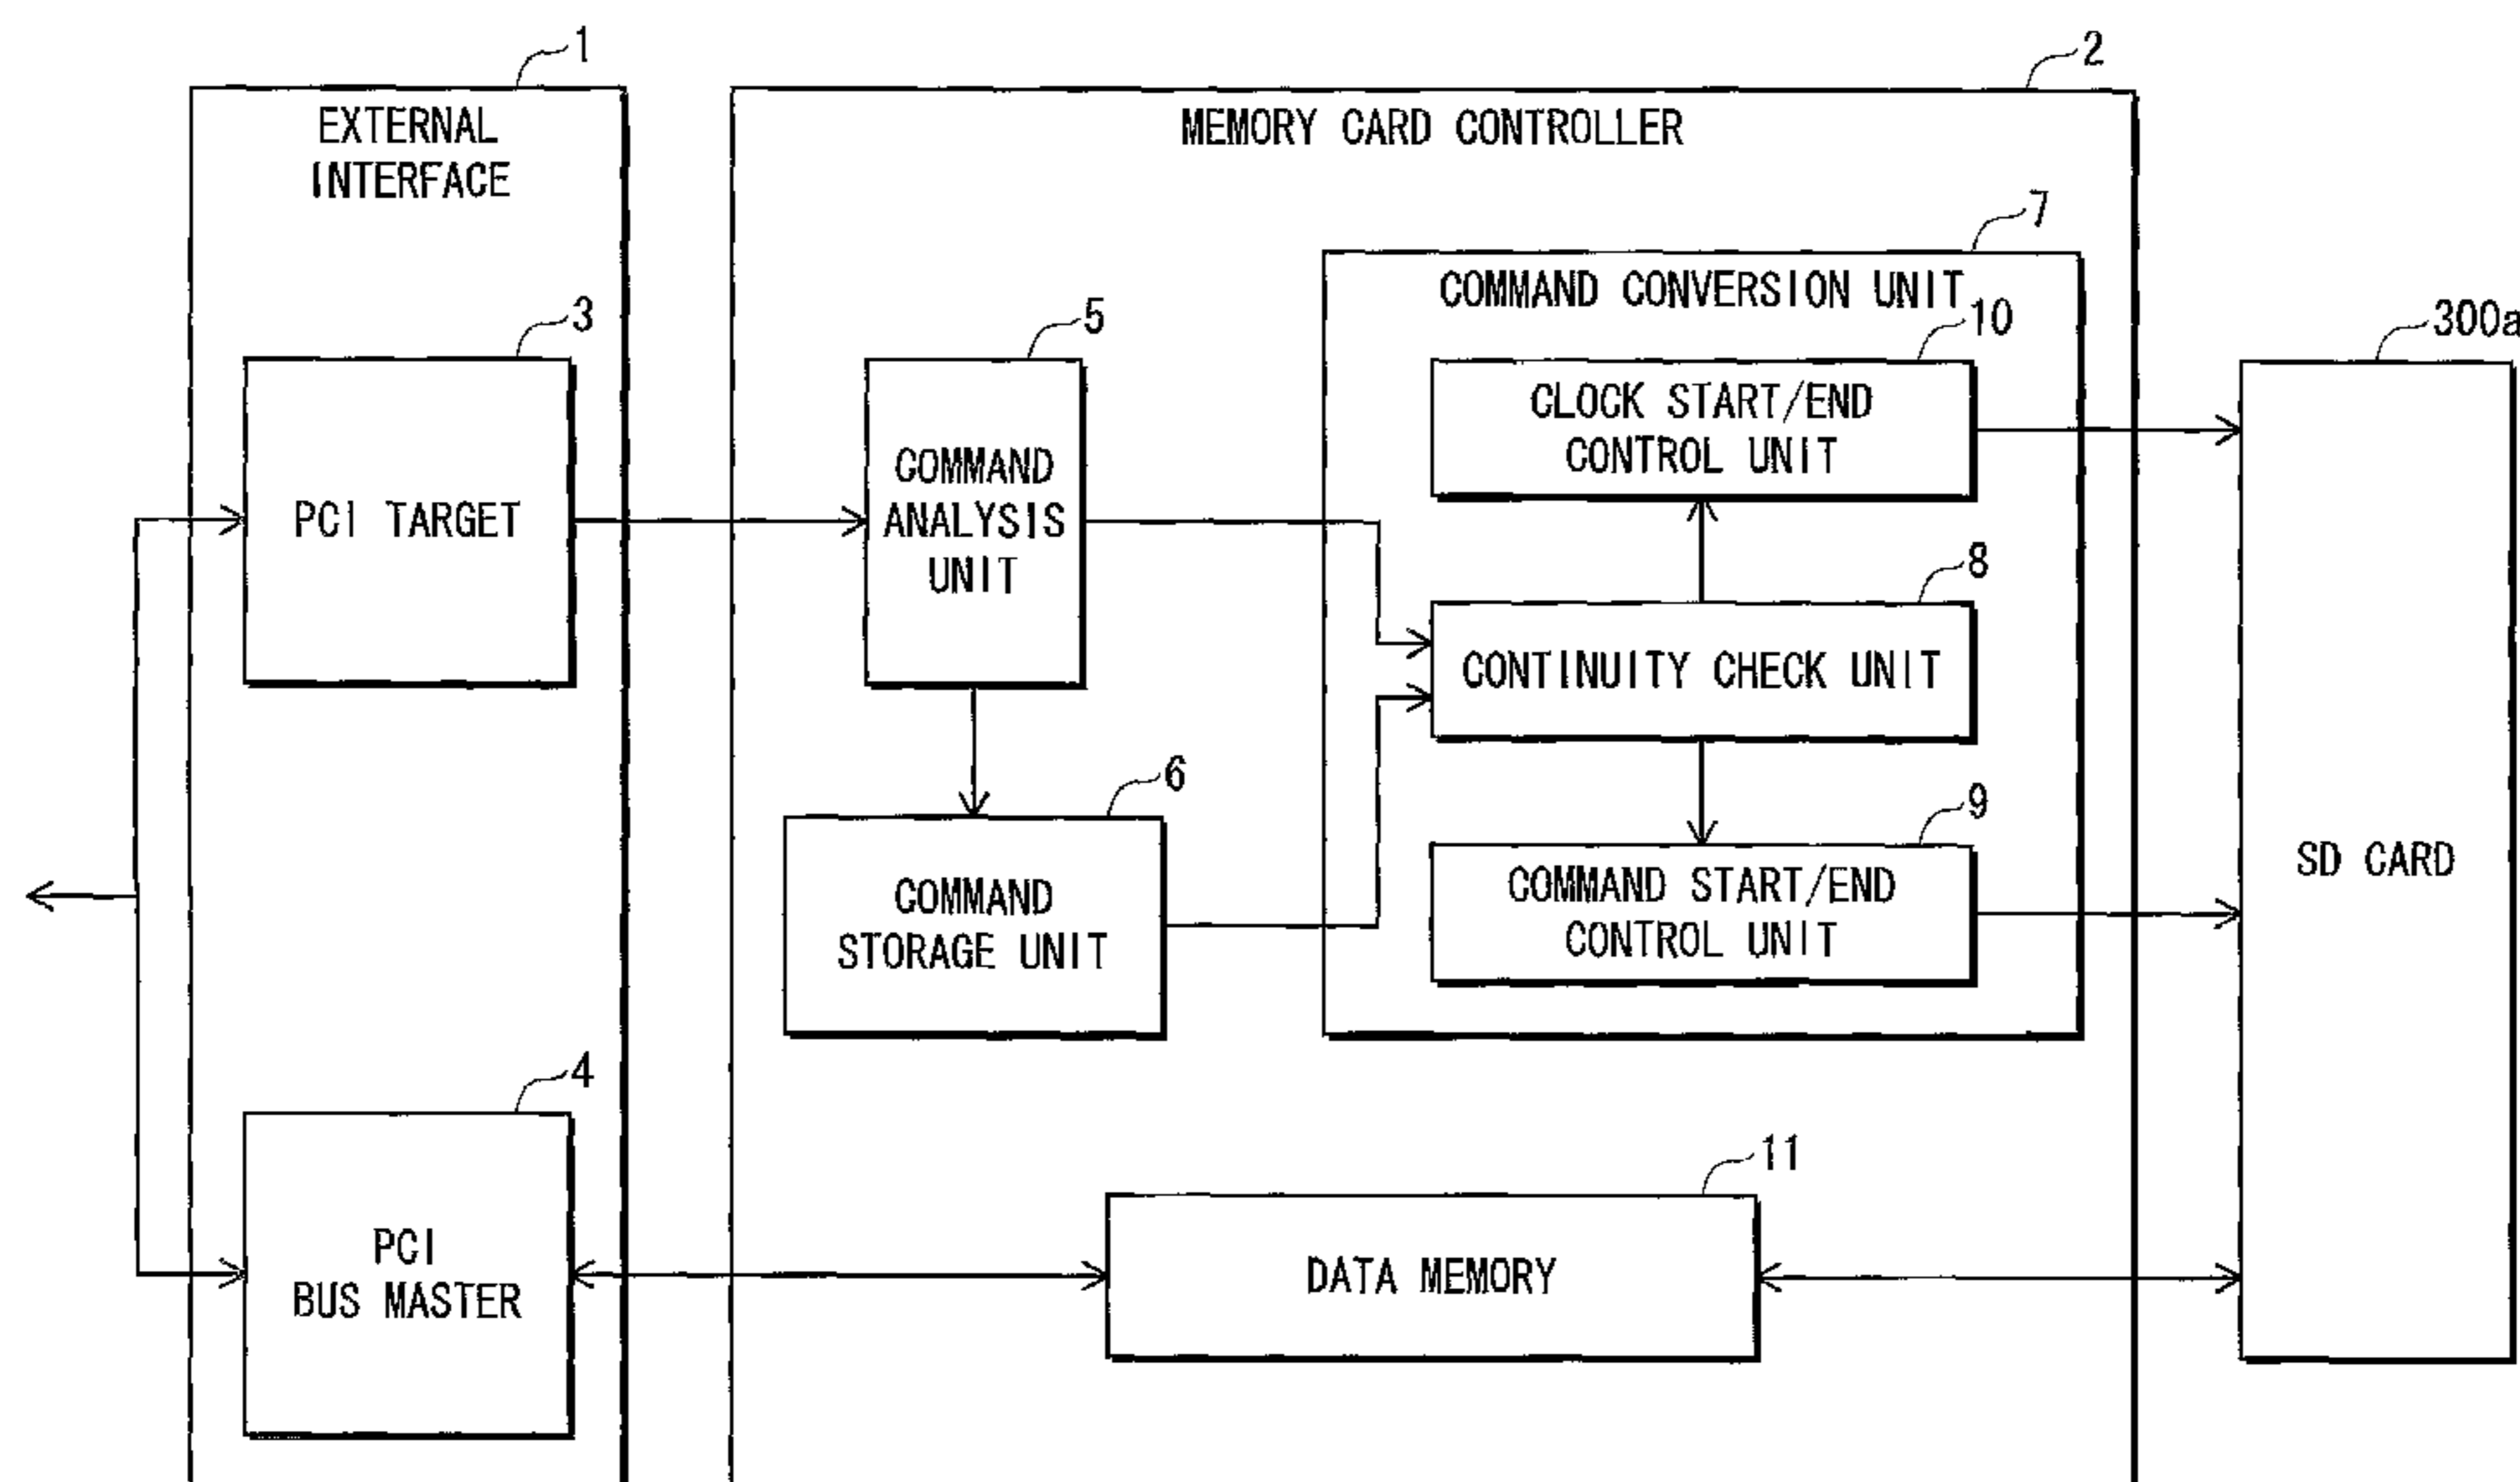 1
2
EXTERNAL
INTERFACE
MEMORY CARD CONTROLLER
7
COMMAND CONVERSION UNIT
3
5
10
300a
PCI TARGET
COMMAND
ANALYSIS
UNIT
CLOCK START/END
CONTROL UNIT
8
CONTINUITY CHECK UNIT
6
COMMAND
STORAGE UNIT
9
COMMAND START/END
CONTROL UNIT
SD CARD
4
PCI
BUS MASTER
11
DATA MEMORY